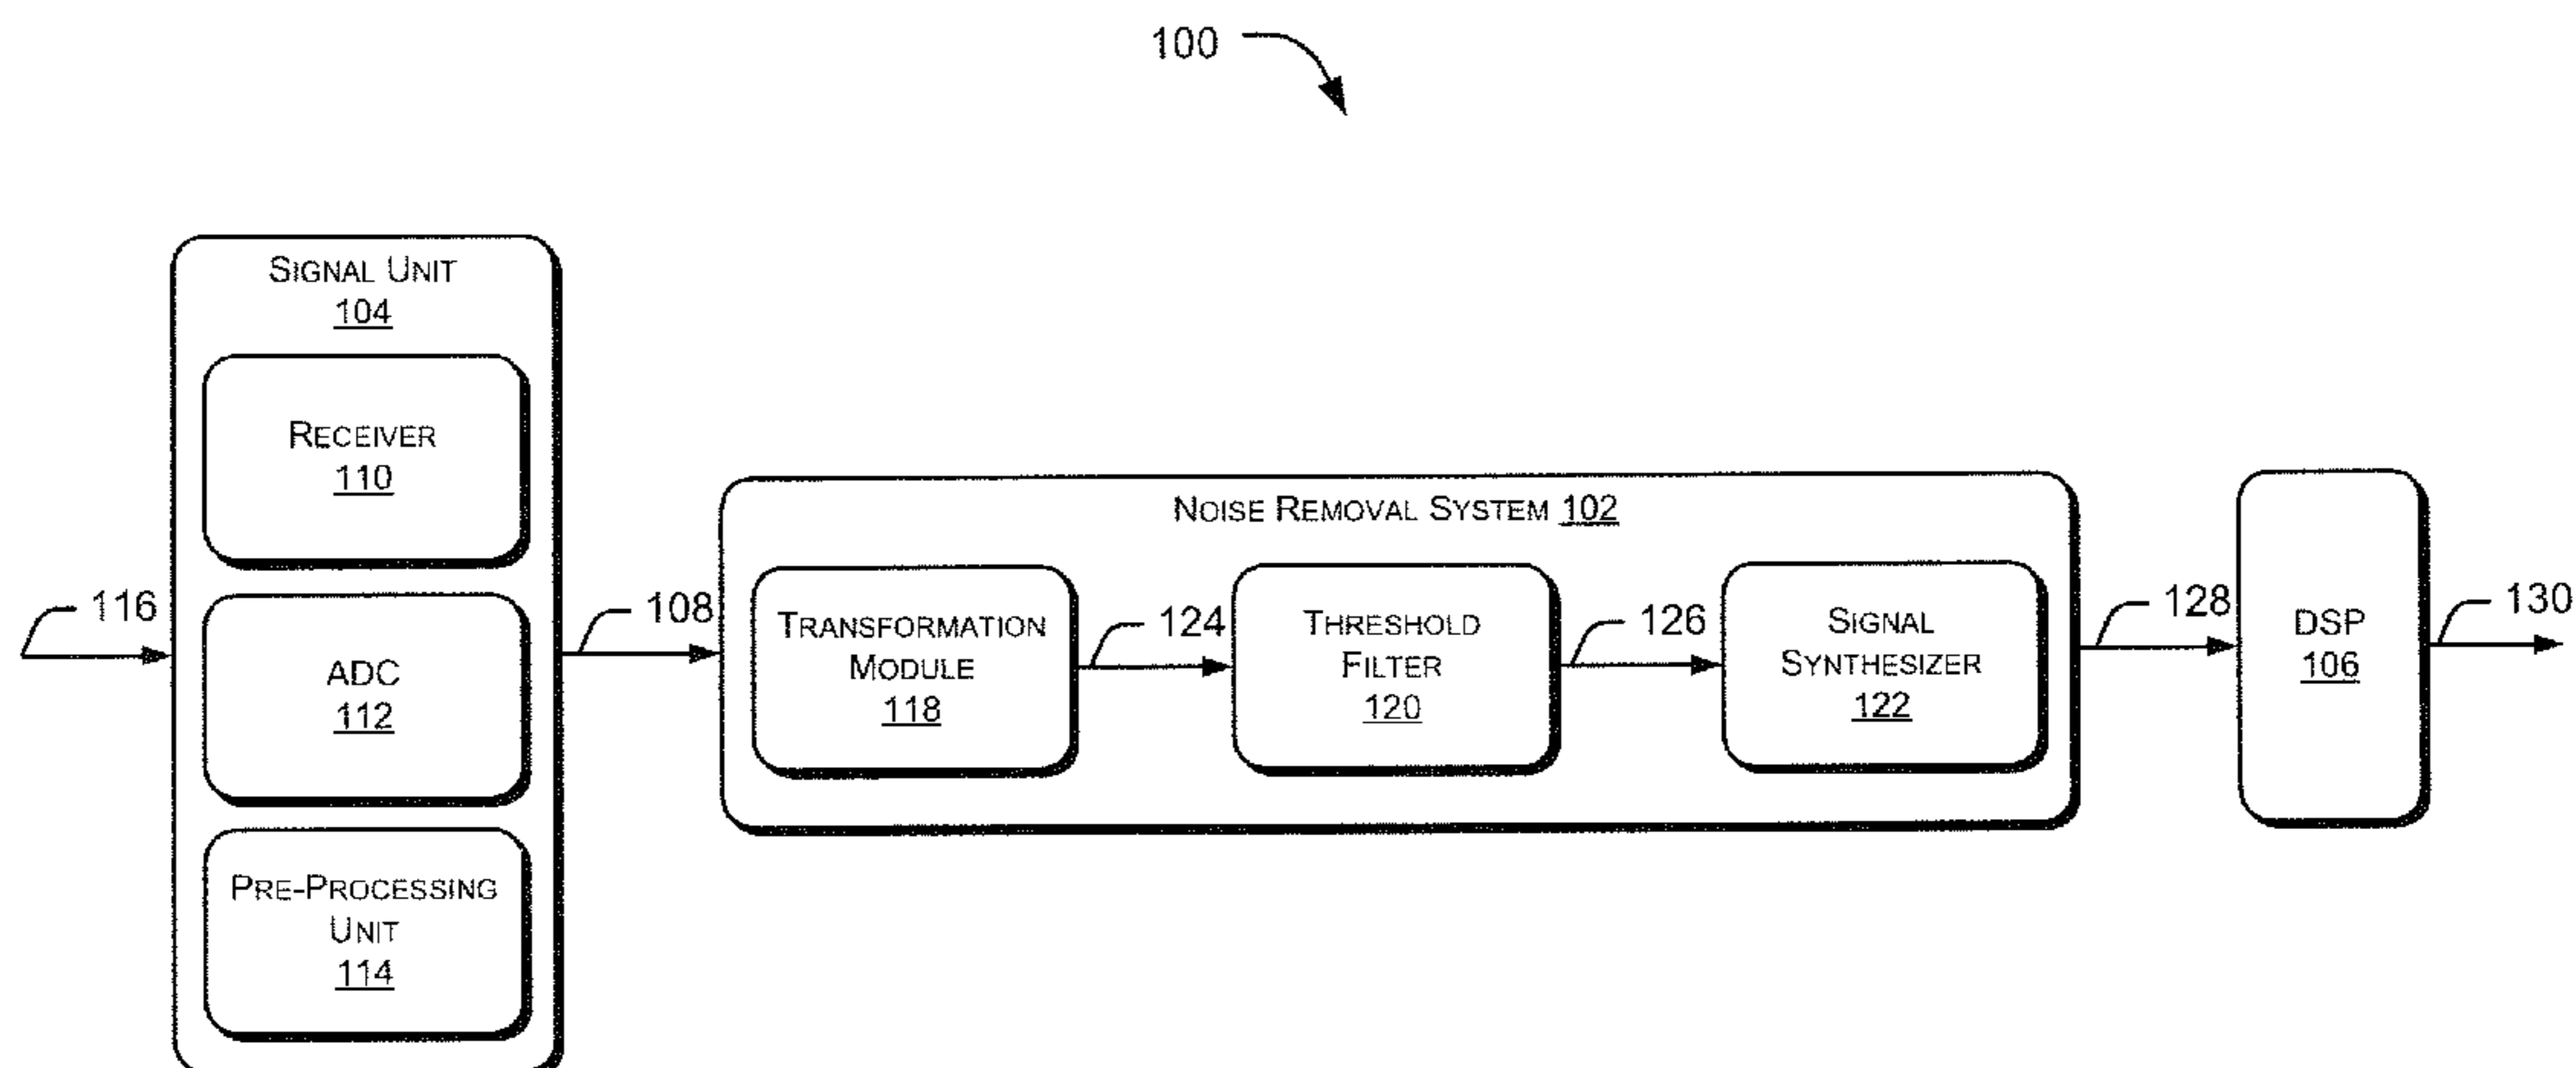 100
SIGNAL UNIT
104
RECEIVER
110
ADC
112
PRE-PROCESSING
UNIT
114
116
108
NOISE REMOVAL SYSTEM 102
TRANSFORMATION
MODULE
118
124
THRESHOLD
FILTER
120
126
SIGNAL
SYNTHESIZER
122
128
DSP
106
130